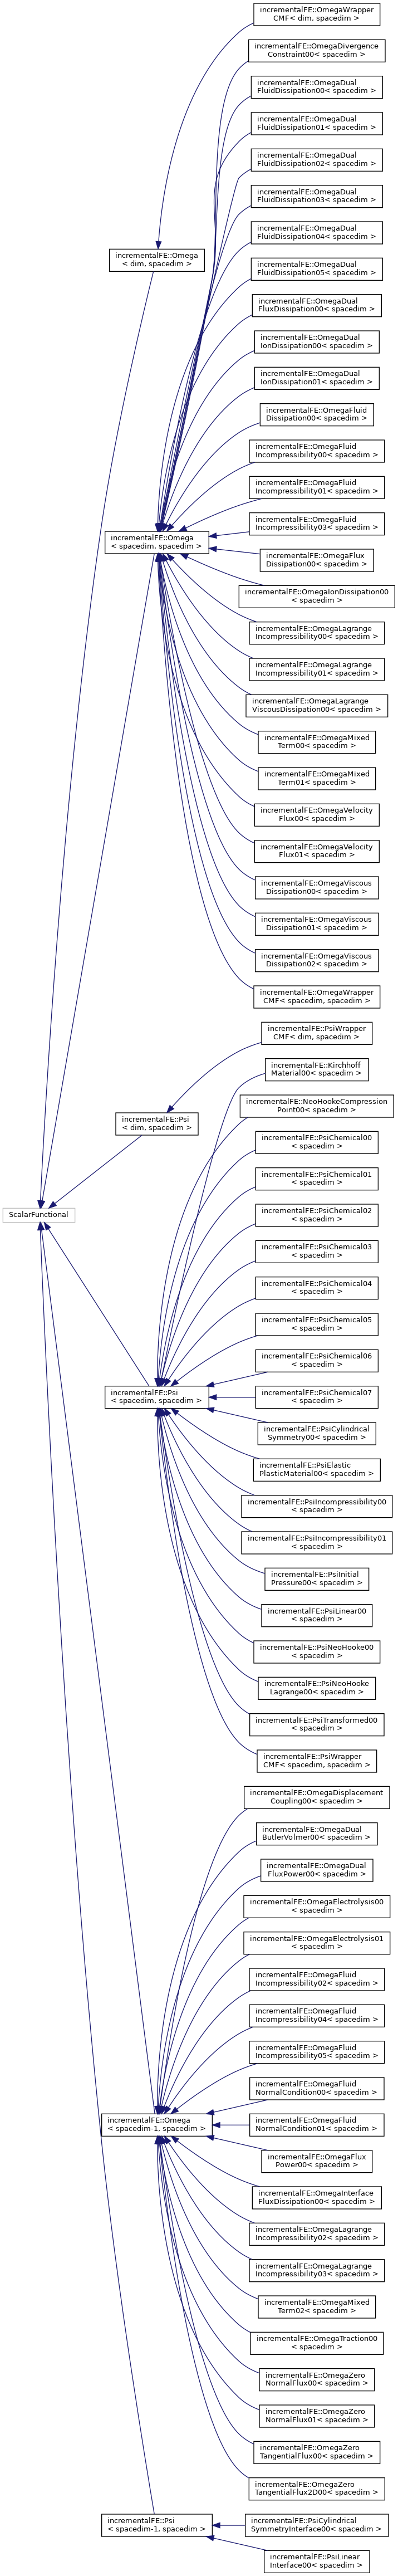 incrementalFE::OmegaWrapper
CMF< dim, spacedim >
incrementalFE::OmegaDivergence
Constraint00< spacedim >
incrementalFE::OmegaDual
FluidDissipation00< spacedim >
incrementalFE::OmegaDual
FluidDissipation01< spacedim >
incrementalFE::OmegaDual
FluidDissipation02< spacedim >
incrementalFE::OmegaDual
FluidDissipation03< spacedim >
incrementalFE::OmegaDual
FluidDissipation04< spacedim >
incrementalFE::Omega
< dim, spacedim >
incrementalFE::OmegaDual
FluidDissipation05< spacedim >
incrementalFE::OmegaDual
FluxDissipation00< spacedim >
incrementalFE::OmegaDual
IonDissipation00< spacedim >
incrementalFE::OmegaDual
IonDissipation01< spacedim >
incrementalFE::OmegaFluid
Dissipation00< spacedim >
incrementalFE::OmegaFluid
Incompressibility00< spacedim >
incrementalFE::OmegaFluid
Incompressibility01< spacedim >
incrementalFE::OmegaFluid
Incompressibility03< spacedim >
incrementalFE::Omega
< spacedim, spacedim >
incrementalFE::OmegaFlux
Dissipation00< spacedim >
incrementalFE::OmegaIonDissipation00
< spacedim >
incrementalFE::OmegaLagrange
Incompressibility00< spacedim >
incrementalFE::OmegaLagrange
Incompressibility01< spacedim >
incrementalFE::OmegaLagrange
ViscousDissipation00< spacedim >
incrementalFE::OmegaMixed
Term00< spacedim >
incrementalFE::OmegaMixed
Term01< spacedim >
incrementalFE::OmegaVelocity
Flux00< spacedim >
incrementalFE::OmegaVelocity
Flux01< spacedim >
incrementalFE::OmegaViscous
Dissipation00< spacedim >
incrementalFE::OmegaViscous
Dissipation01< spacedim >
incrementalFE::OmegaViscous
Dissipation02< spacedim >
incrementalFE::OmegaWrapper
CMF< spacedim, spacedim >
incrementalFE::PsiWrapper
CMF< dim, spacedim >
incrementalFE::Kirchhoff
Material00< spacedim >
incrementalFE::NeoHookeCompression
Point00< spacedim >
incrementalFE::Psi
< dim, spacedim >
incrementalFE::PsiChemical00
< spacedim >
incrementalFE::PsiChemical01
< spacedim >
ScalarFunctional
incrementalFE::PsiChemical02
< spacedim >
incrementalFE::PsiChemical03
< spacedim >
incrementalFE::PsiChemical04
< spacedim >
incrementalFE::PsiChemical05
< spacedim >
incrementalFE::PsiChemical06
< spacedim >
incrementalFE::Psi
< spacedim, spacedim >
incrementalFE::PsiChemical07
< spacedim >
incrementalFE::PsiCylindrical
Symmetry00< spacedim >
incrementalFE::PsiElastic
PlasticMaterial00< spacedim >
incrementalFE::PsiIncompressibility00
< spacedim >
incrementalFE::PsiIncompressibility01
< spacedim >
incrementalFE::PsiInitial
Pressure00< spacedim >
incrementalFE::PsiLinear00
< spacedim >
incrementalFE::PsiNeoHooke00
< spacedim >
incrementalFE::PsiNeoHooke
Lagrange00< spacedim >
incrementalFE::PsiTransformed00
< spacedim >
incrementalFE::PsiWrapper
CMF< spacedim, spacedim >
incrementalFE::OmegaDisplacement
Coupling00< spacedim >
incrementalFE::OmegaDual
ButlerVolmer00< spacedim >
incrementalFE::OmegaDual
FluxPower00< spacedim >
incrementalFE::OmegaElectrolysis00
< spacedim >
incrementalFE::OmegaElectrolysis01
< spacedim >
incrementalFE::OmegaFluid
Incompressibility02< spacedim >
incrementalFE::OmegaFluid
Incompressibility04< spacedim >
incrementalFE::OmegaFluid
Incompressibility05< spacedim >
incrementalFE::OmegaFluid
NormalCondition00< spacedim >
incrementalFE::Omega
< spacedim-1, spacedim >
incrementalFE::OmegaFluid
NormalCondition01< spacedim >
incrementalFE::OmegaFlux
Power00< spacedim >
incrementalFE::OmegaInterface
FluxDissipation00< spacedim >
incrementalFE::OmegaLagrange
Incompressibility02< spacedim >
incrementalFE::OmegaLagrange
Incompressibility03< spacedim >
incrementalFE::OmegaMixed
Term02< spacedim >
incrementalFE::OmegaTraction00
< spacedim >
incrementalFE::OmegaZero
NormalFlux00< spacedim >
incrementalFE::OmegaZero
NormalFlux01< spacedim >
incrementalFE::OmegaZero
TangentialFlux00< spacedim >
incrementalFE::OmegaZero
TangentialFlux2D00< spacedim >
incrementalFE::Psi
< spacedim-1, spacedim >
incrementalFE::PsiCylindrical
SymmetryInterface00< spacedim >
incrementalFE::PsiLinear
Interface00< spacedim >